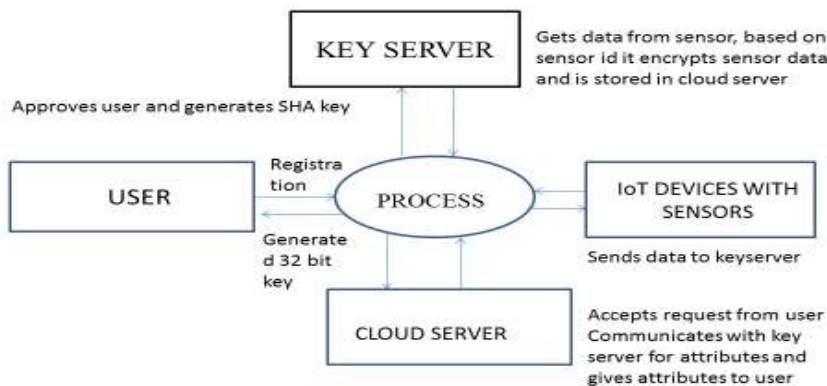 KEY SERVER
Gets data from sensor, based on
sensor id it encrypts sensor data
and is stored in cloud server
Approves user and generates SHA key
USER
Registra
tion
PROCESS
IoT DEVICES WITH
SENSORS
Generate
d 32 bit
key
Sends data to keyserver
CLOUD SERVER
Accepts request from user
Communicates with key
server for attributes and
gives attributes to user